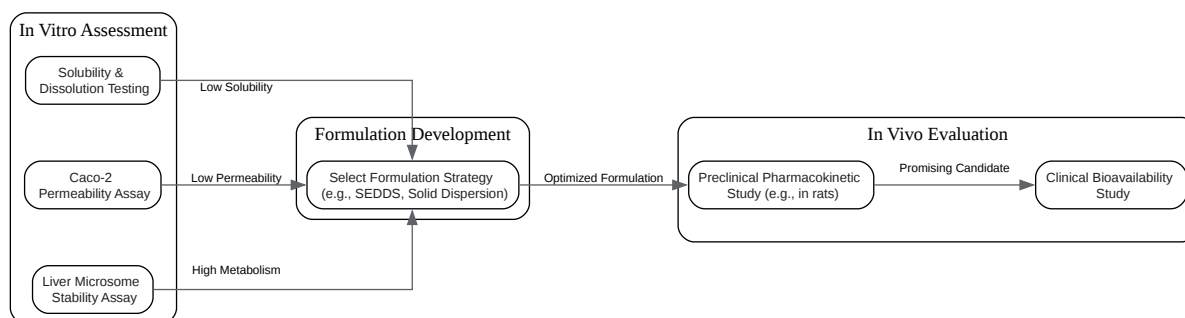 In Vitro Assessment
Solubility &
Dissolution Testing
Low Solubility
Caco-2
Permeability Assay
Low Permeability
Liver Microsome
Stability Assay
High Metabolism
Formulation Development
Select Formulation Strategy
(e.g., SEDDS, Solid Dispersion)
Optimized Formulation
In Vivo Evaluation
Preclinical Pharmacokinetic
Study (e.g., in rats)
Promising Candidate
Clinical Bioavailability
Study